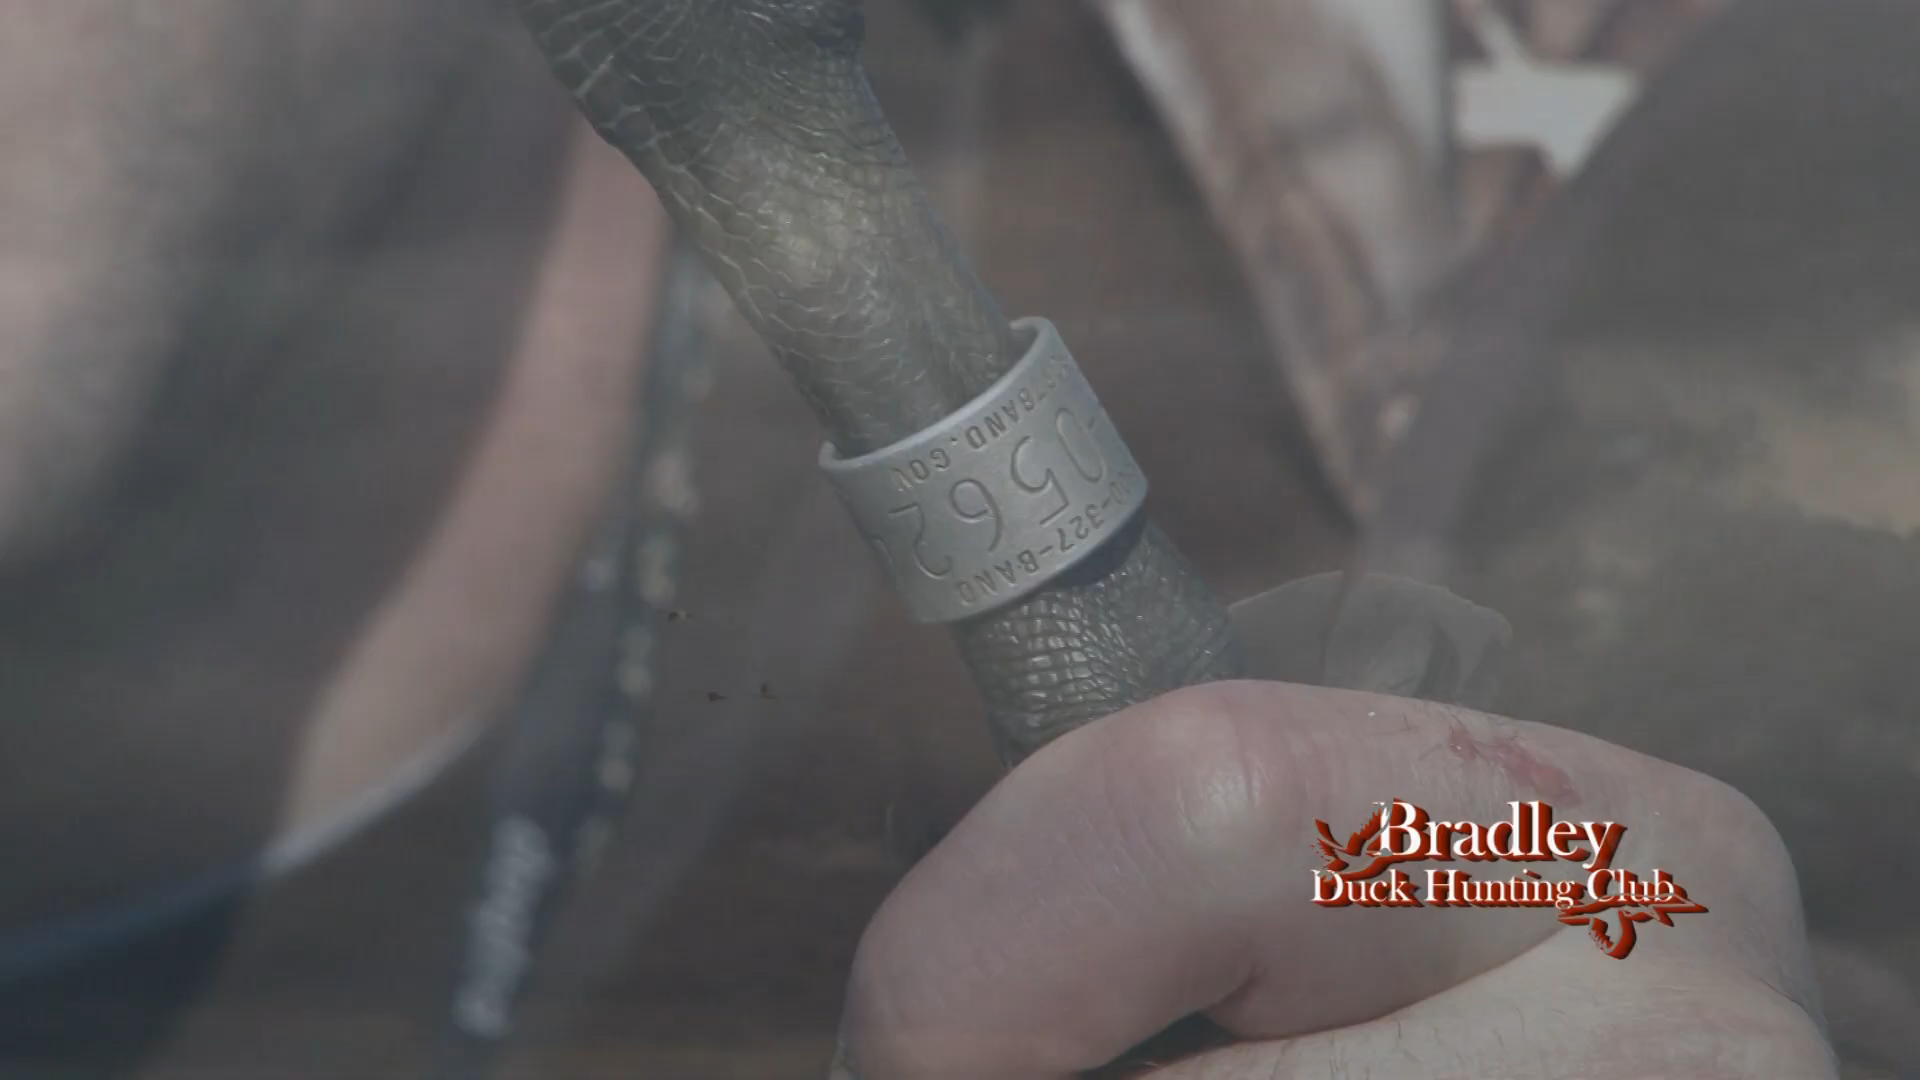 BAND.GOV
-0562
-327-BAND
Bradley
Duck Hunting Club